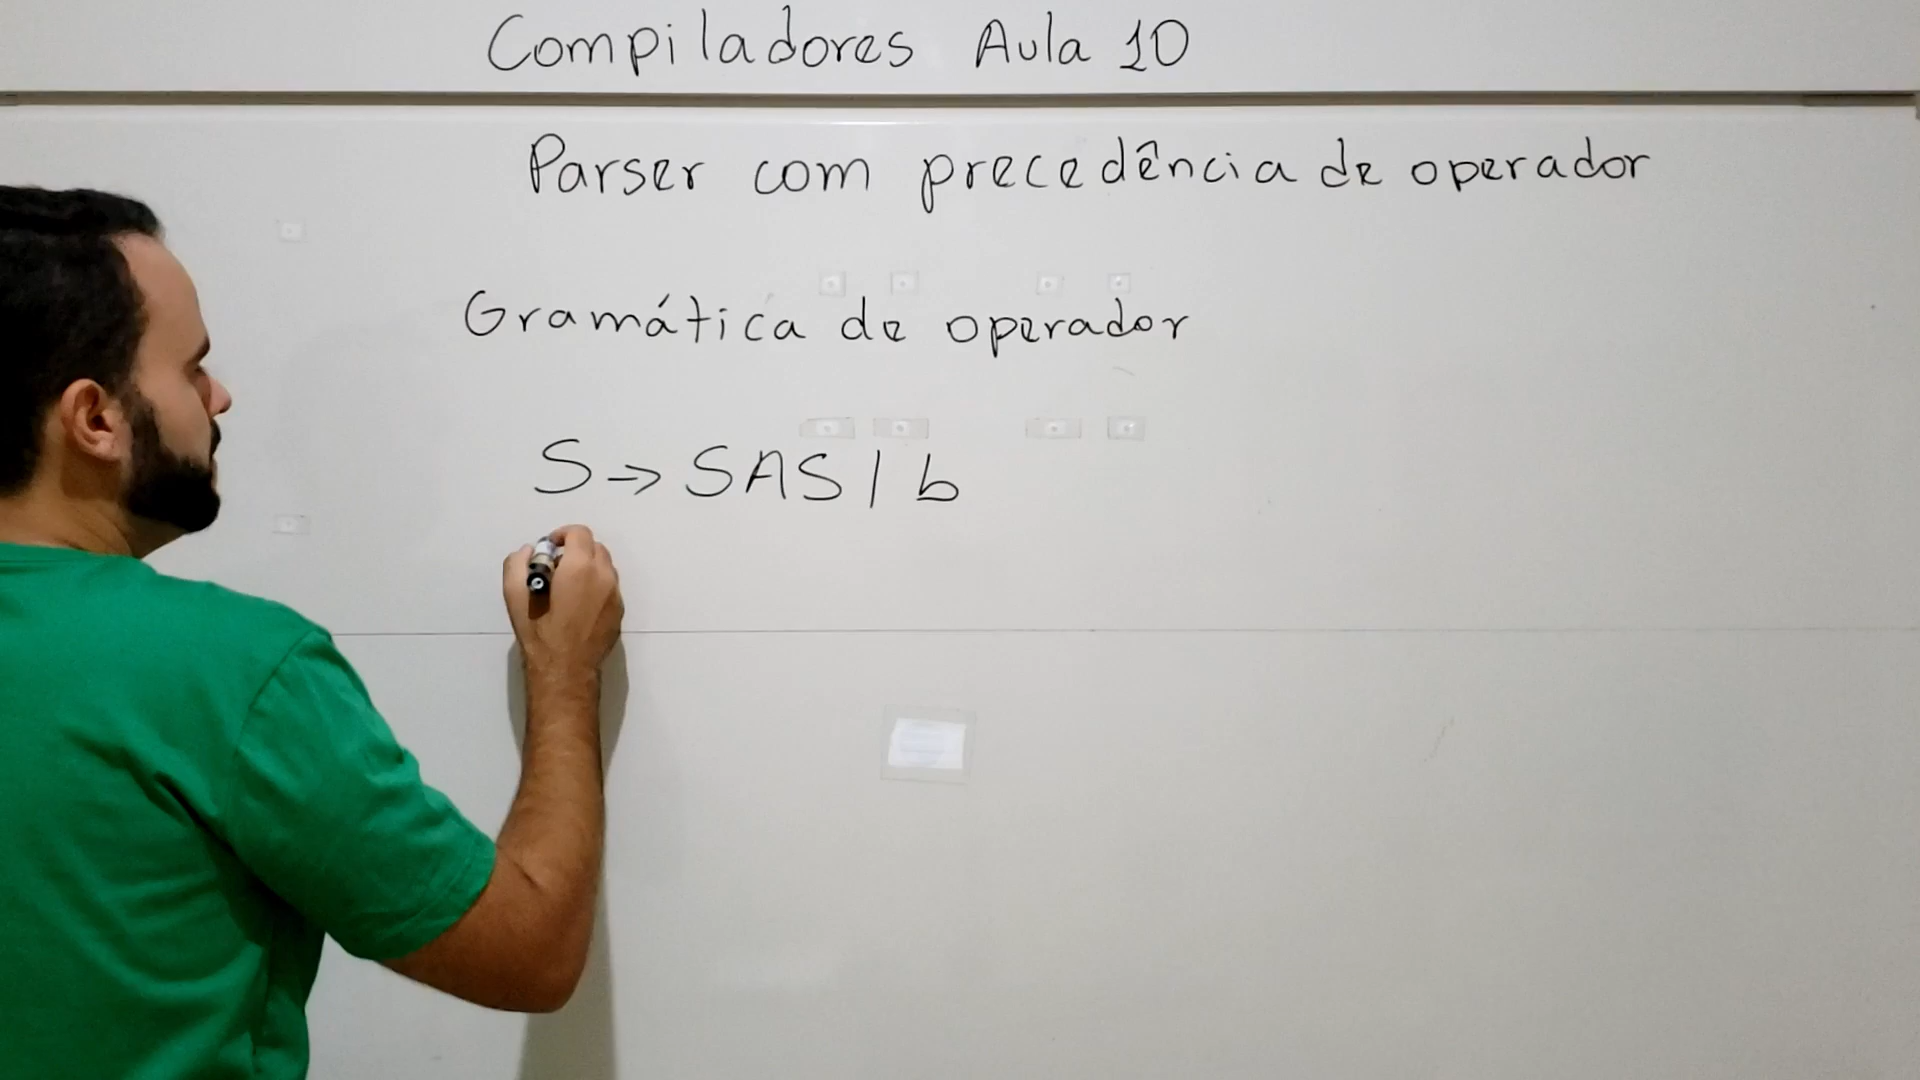 Compiladores Aula 10
Parser com precedência de operador
Gramática de operador
S → SAS | b